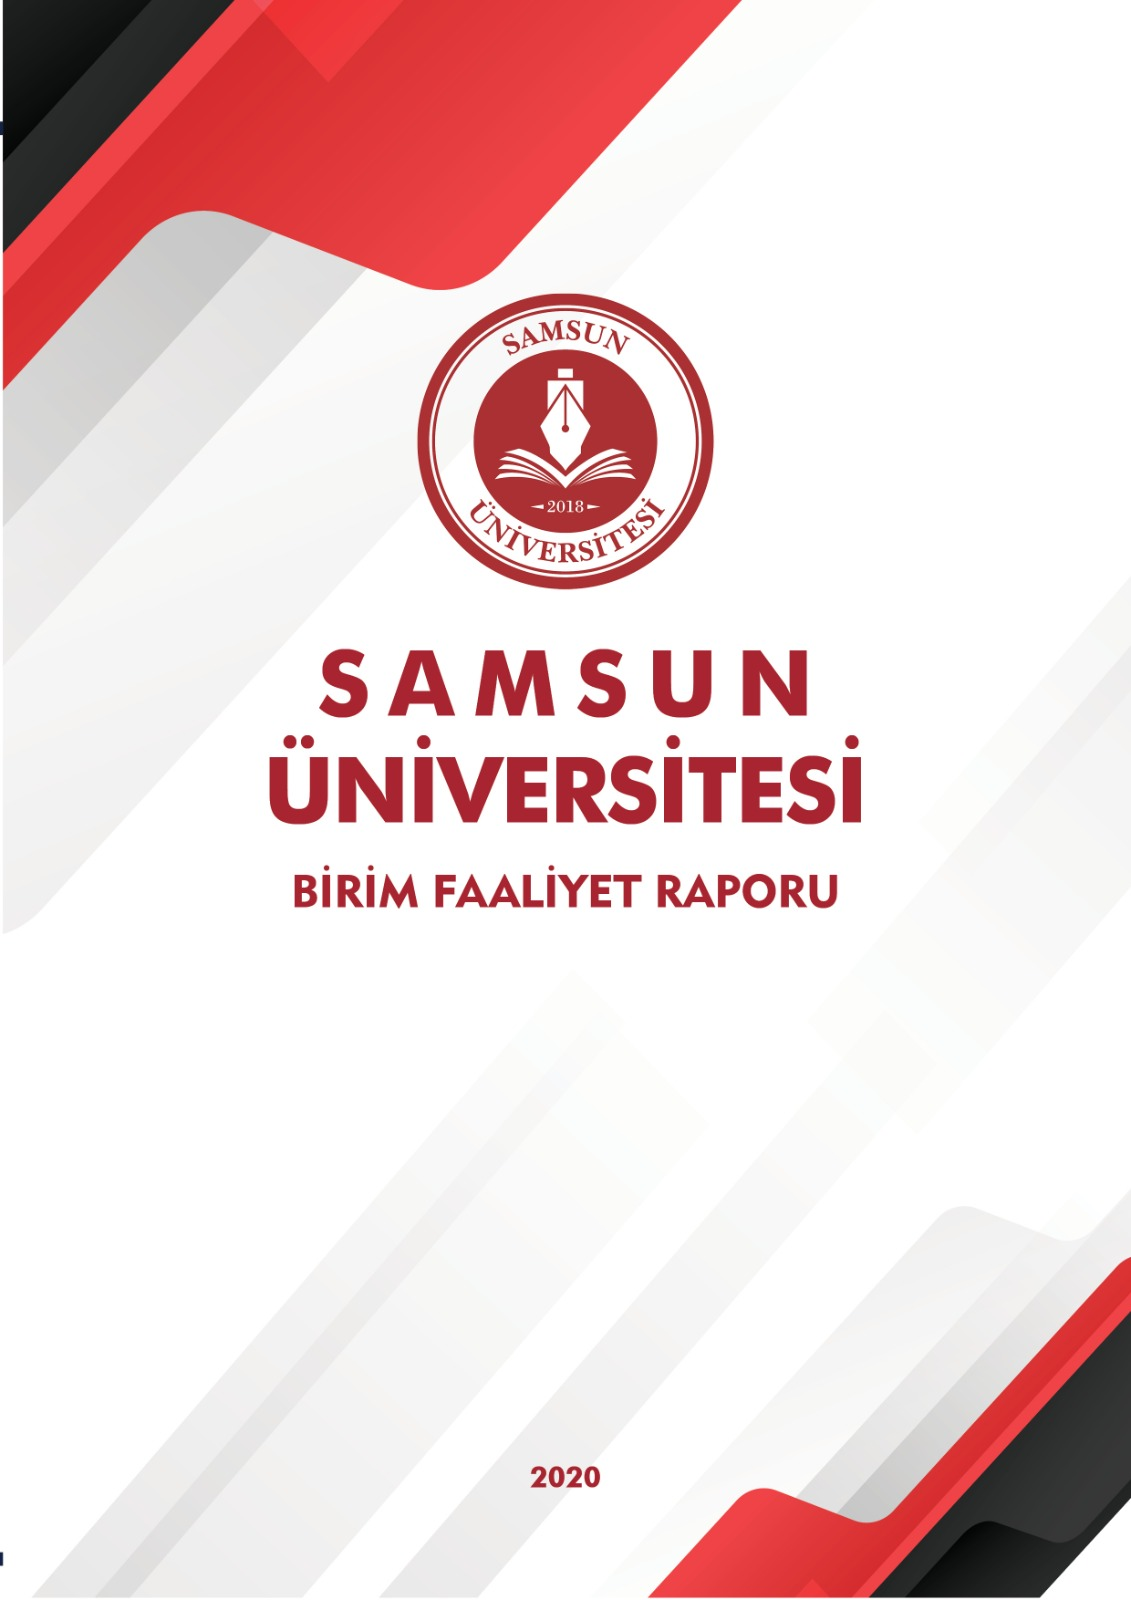 SAMSUN
2018
ÜNİVERSİTESİ
SAMSUN
ÜNİVERSİTESİ
BİRİM FAALİYET RAPORU
2020